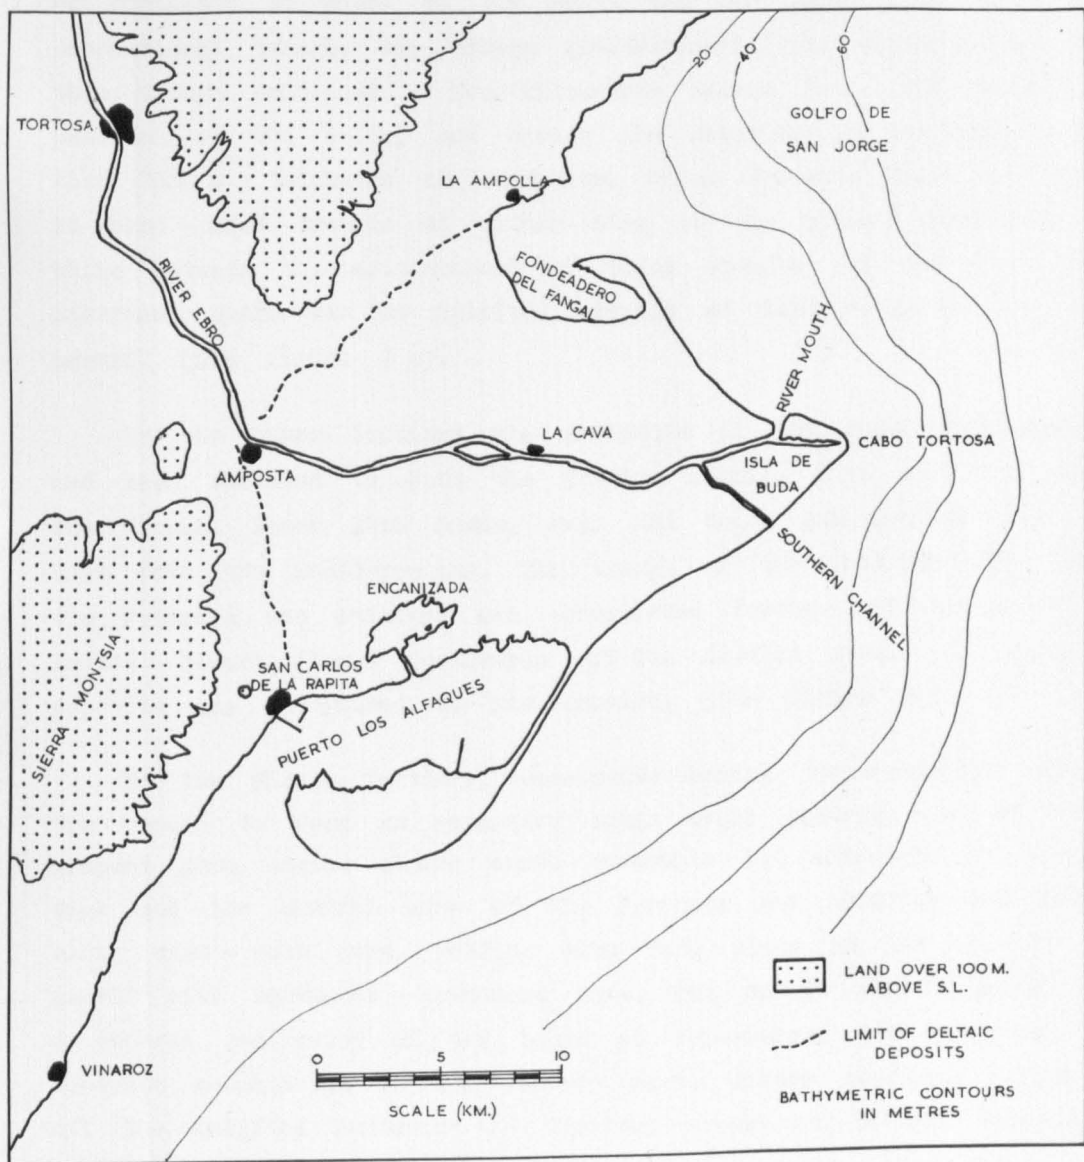 20
40
60
GOLFO DE
SAN JORGE
TORTOSA
LA AMPOLLA
FONDEADERO
DEL FANGAL
RIVER EBRO
RIVER MOUTH
LA CAVA
CABO TORTOSA
ISLA DE
BUDA
AMPOSTA
SOUTHERN CHANNEL
ENCANIZADA
SAN CARLOS
DE LA RAPITA
PUERTO LOS ALFAQUES
SIERRA MONTSIA
VINAROZ
0 5 10
SCALE (KM.)
LAND OVER 100 M.
ABOVE S.L.
LIMIT OF DELTAIC
DEPOSITS
BATHYMETRIC CONTOURS
IN METRES